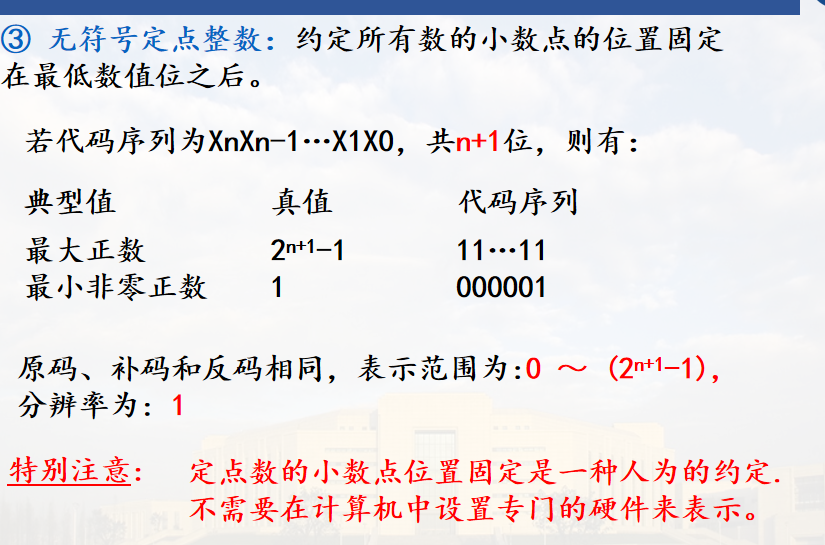 ③ 无符号定点整数：约定所有数的小数点的位置固定
在最低数值位之后。
若代码序列为XnXn-1…X1X0，共n+1位，则有：
典型值 真值 代码序列
最大正数 2ⁿ⁺¹-1 11…11
最小非零正数 1 000001
原码、补码和反码相同，表示范围为:0 ～ (2ⁿ⁺¹-1)，
分辨率为：1
特别注意： 定点数的小数点位置固定是一种人为的约定.
不需要在计算机中设置专门的硬件来表示。